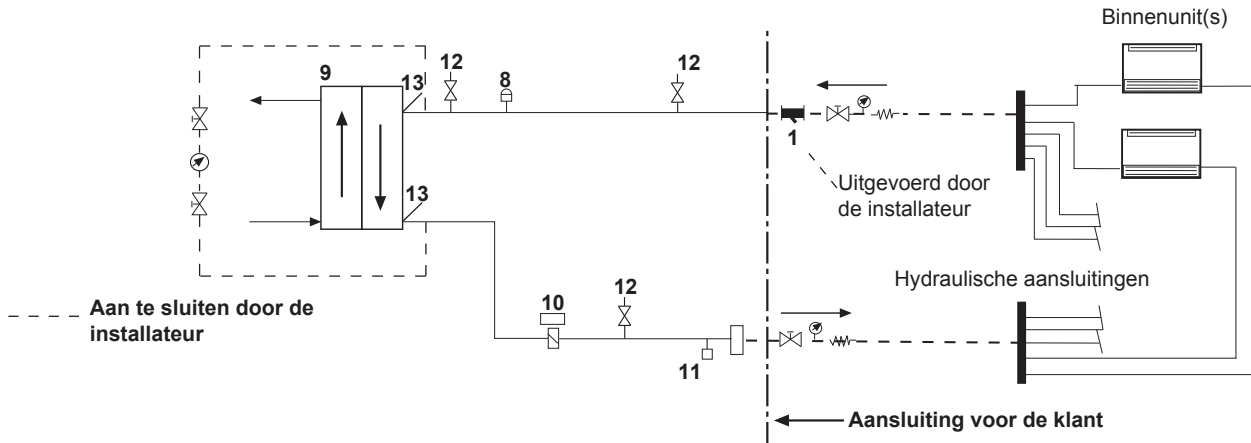 Binnenunit(s)
12
12
9
13
8
1
Uitgevoerd door
de installateur
13
Hydraulische aansluitingen
Aan te sluiten door de
installateur
12
10
11
Aansluiting voor de klant